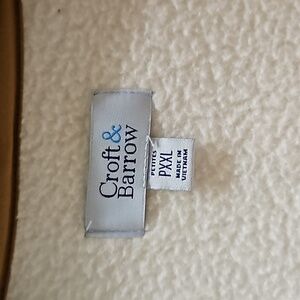 Croft &
Barrow
PETITES
PXXL
MADE IN
VIETNAM